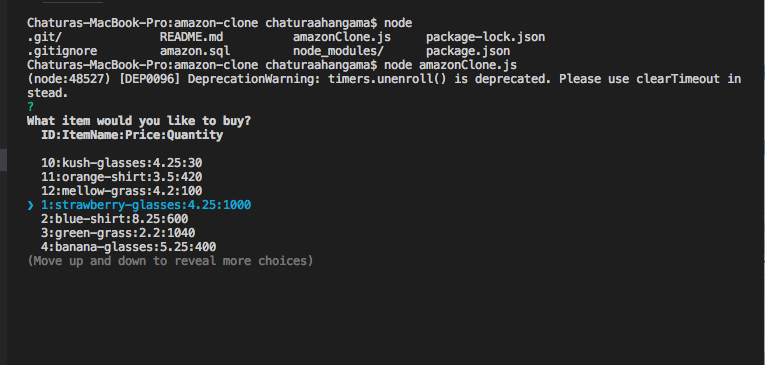 Chaturas-MacBook-Pro:amazon-clone chaturaahangama$ node
.git/ README.md amazonClone.js package-lock.json
.gitignore amazon.sql node_modules/ package.json
Chaturas-MacBook-Pro:amazon-clone chaturaahangama$ node amazonClone.js
(node:48527) [DEP0096] DeprecationWarning: timers.unenroll() is deprecated. Please use clearTimeout in
stead.
?
What item would you like to buy?
ID:ItemName:Price:Quantity
10:kush-glasses:4.25:30
11:orange-shirt:3.5:420
12:mellow-grass:4.2:100
❯ 1:strawberry-glasses:4.25:1000
2:blue-shirt:8.25:600
3:green-grass:2.2:1040
4:banana-glasses:5.25:400
(Move up and down to reveal more choices)